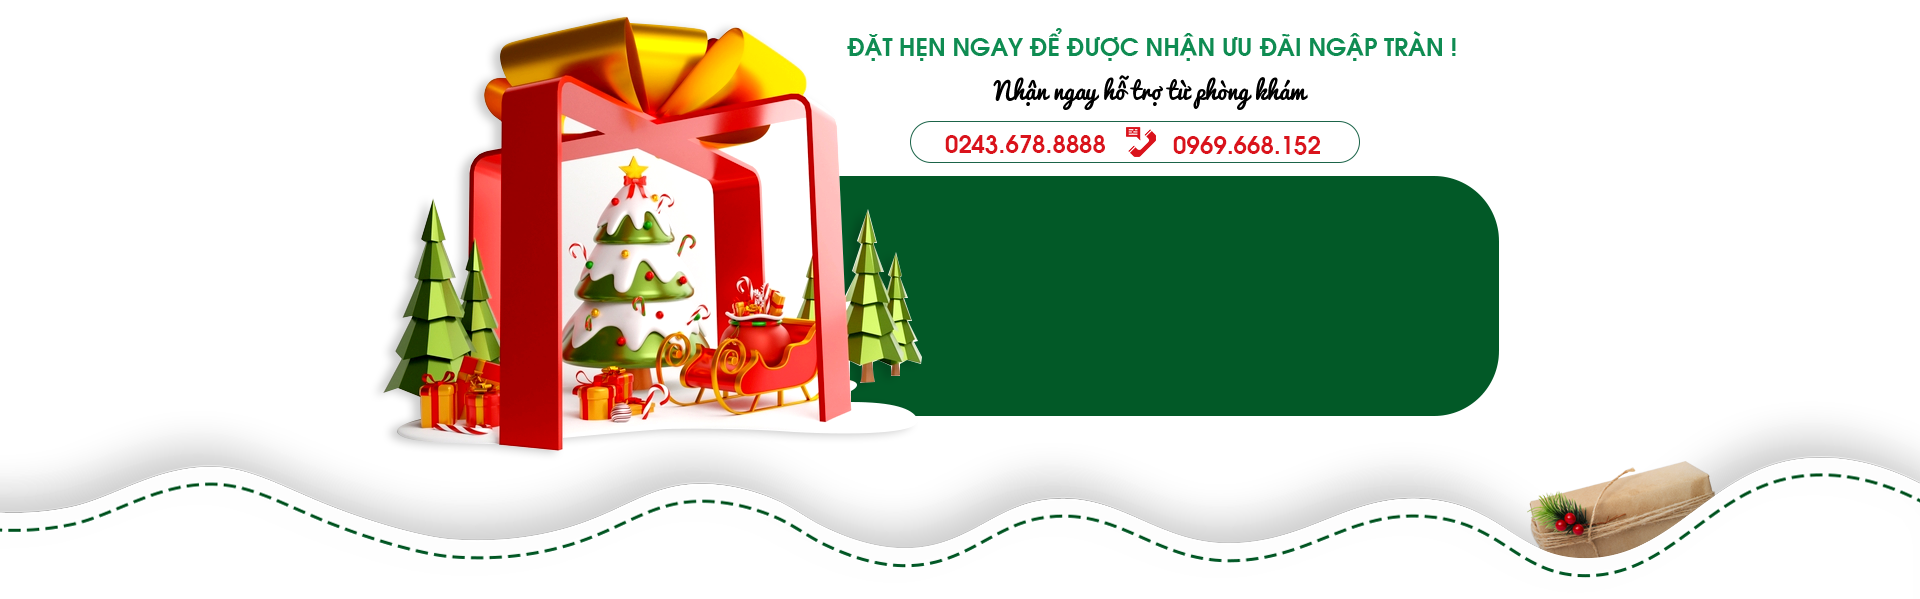 ĐẶT HẸN NGAY ĐỂ ĐƯỢC NHẬN ƯU ĐÃI NGẬP TRÀN !
Nhận ngay hỗ trợ từ phòng khám
0243.678.8888 0969.668.152